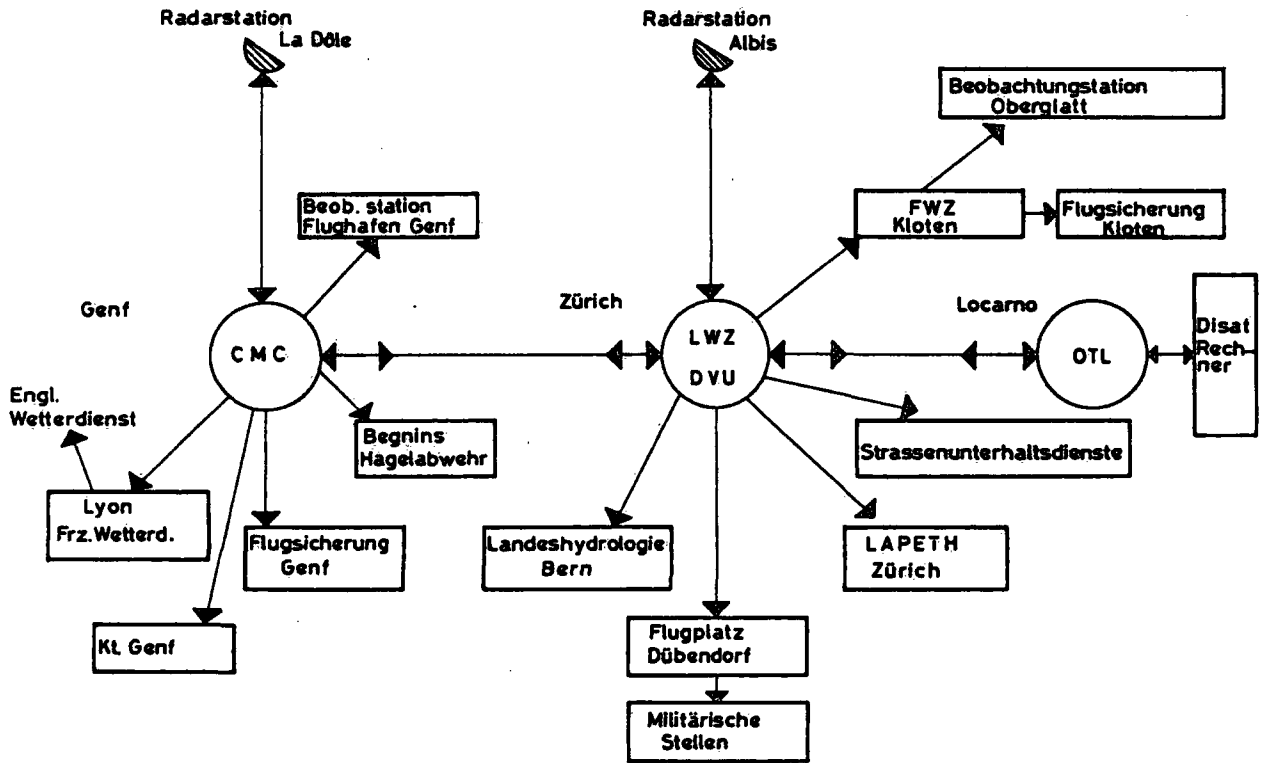 Radarstation
La Dôle
Radarstation
Albis
Beobachtungstation
Oberglatt
Beob. station
Flughafen Genf
FWZ
Kloten
Flugsicherung
Kloten
Genf
Zürich
Locarno
CMC
LWZ
DVU
OTL
Disat
Rech-
ner
Engl.
Wetterdienst
Begnins
Hagelabwehr
Strassenunterhaltsdienste
Lyon
Frz. Wetterd.
Flugsicherung
Genf
Landeshydrologie
Bern
LAPETH
Zürich
Kt. Genf
Flugplatz
Dübendorf
Militärische
Stellen